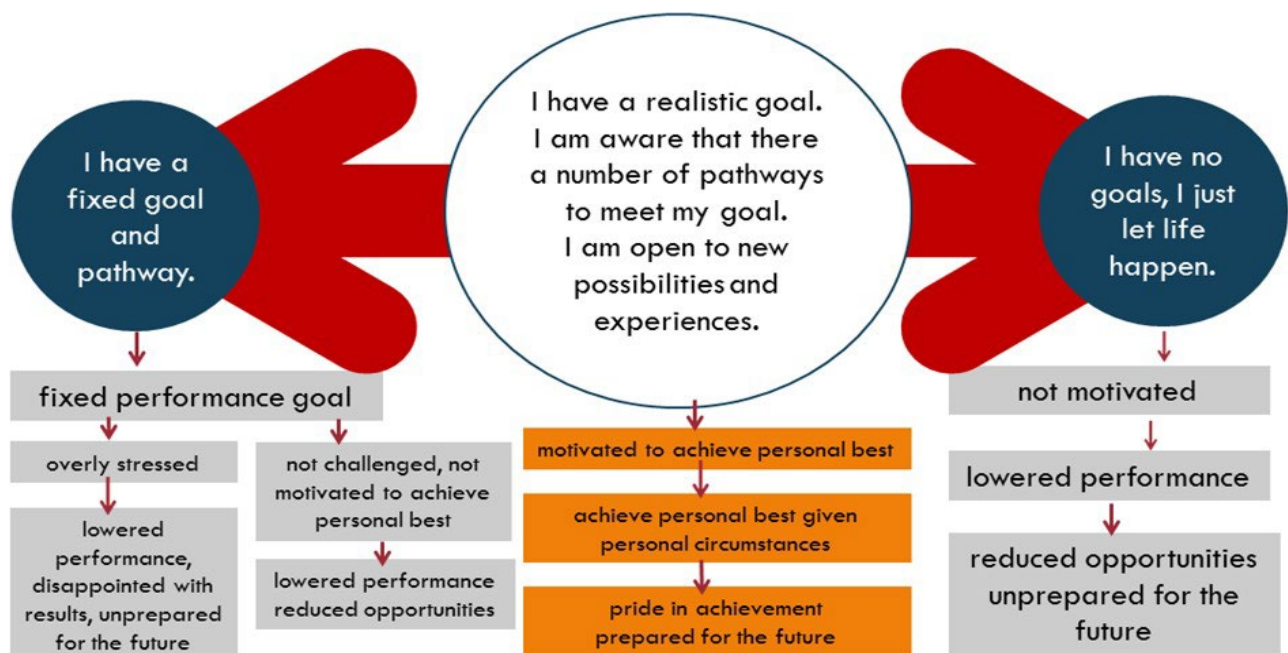 I have a
fixed goal
and
pathway.
I have a realistic goal.
I am aware that there
a number of pathways
to meet my goal.
I am open to new
possibilities and
experiences.
I have no
goals, I just
let life
happen.
fixed performance goal
overly stressed
lowered
performance,
disappointed with
results, unprepared
for the future
not challenged, not
motivated to achieve
personal best
lowered performance
reduced opportunities
motivated to achieve personal best
achieve personal best given
personal circumstances
pride in achievement
prepared for the future
not motivated
lowered performance
reduced opportunities
unprepared for the
future